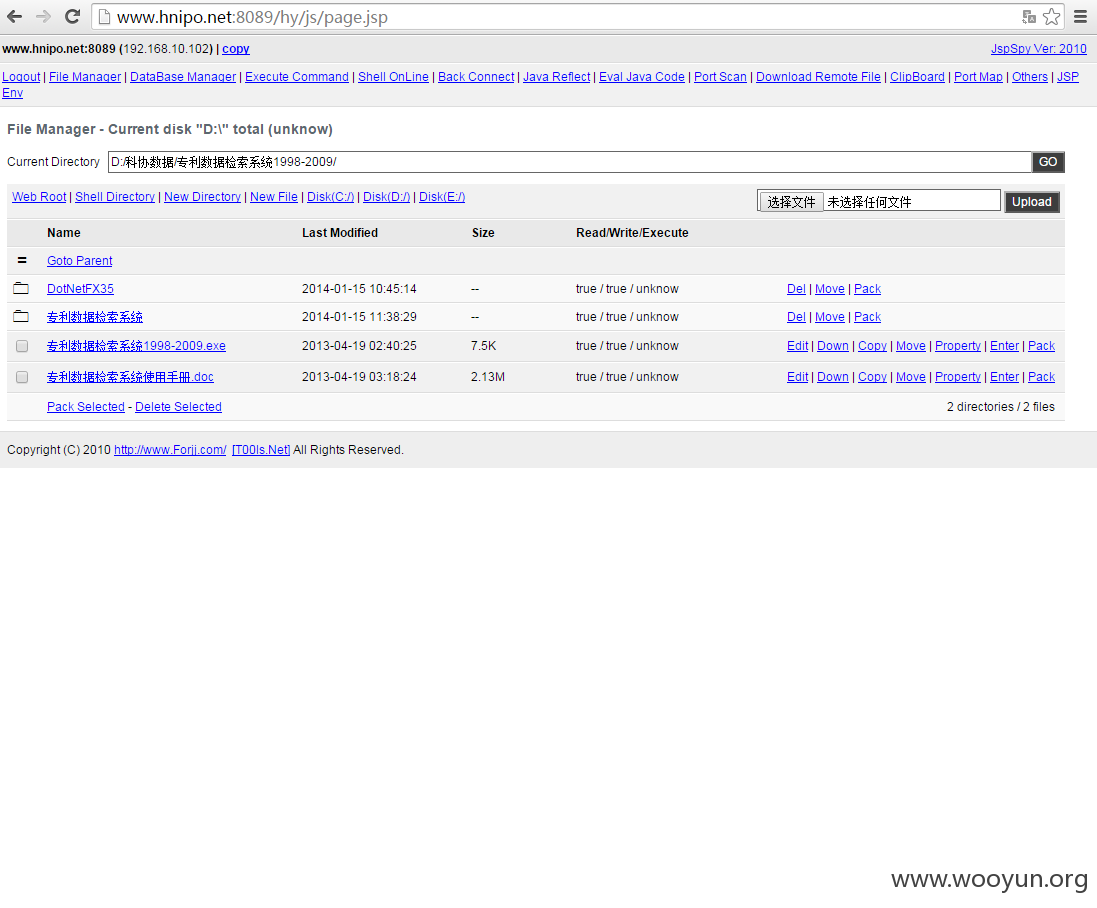 www.hnipo.net:8089/hy/js/page.jsp
www.hnipo.net:8089 (192.168.10.102) | copy JspSpy Ver: 2010
Logout | File Manager | DataBase Manager | Execute Command | Shell OnLine | Back Connect | Java Reflect | Eval Java Code | Port Scan | Download Remote File | ClipBoard | Port Map | Others | JSP
Env
File Manager - Current disk "D:\" total (unknow)
Current Directory D:/科协数据/专利数据检索系统1998-2009/ GO
Web Root | Shell Directory | New Directory | New File | Disk(C:/) | Disk(D:/) | Disk(E:/) 选择文件 未选择任何文件 Upload
Name Last Modified Size Read/Write/Execute
= Goto Parent
DotNetFX35 2014-01-15 10:45:14 -- true / true / unknow Del | Move | Pack
专利数据检索系统 2014-01-15 11:38:29 -- true / true / unknow Del | Move | Pack
专利数据检索系统1998-2009.exe 2013-04-19 02:40:25 7.5K true / true / unknow Edit | Down | Copy | Move | Property | Enter | Pack
专利数据检索系统使用手册.doc 2013-04-19 03:18:24 2.13M true / true / unknow Edit | Down | Copy | Move | Property | Enter | Pack
Pack Selected - Delete Selected 2 directories / 2 files
Copyright (C) 2010 http://www.Forjj.com/ [T00ls.Net] All Rights Reserved.
www.wooyun.org